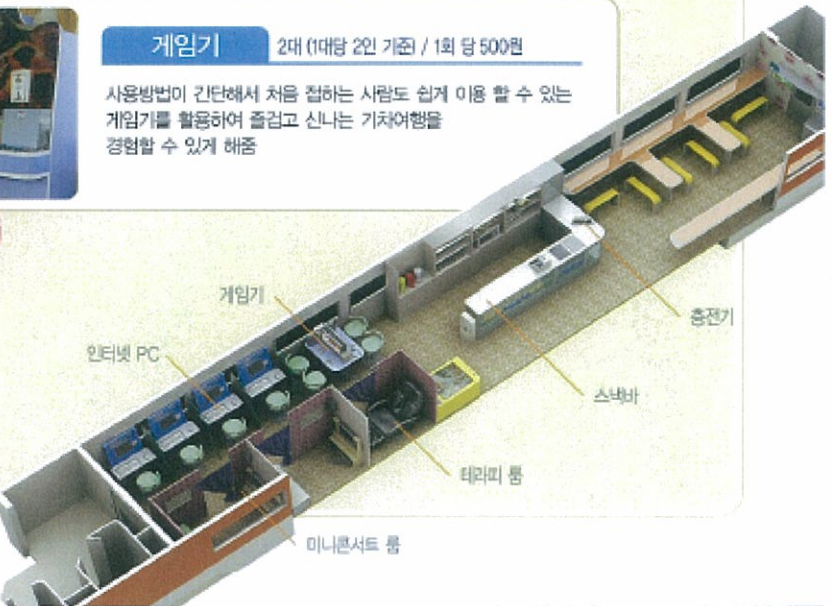 게임기
2대 (1대당 2인 기준) / 1회 당 500원
사용방법이 간단해서 처음 접하는 사람도 쉽게 이용 할 수 있는
게임기를 활용하여 즐겁고 신나는 기차여행을
경험할 수 있게 해줌
게임기
인터넷 PC
충전기
스낵바
테라피 룸
미니콘서트 룸